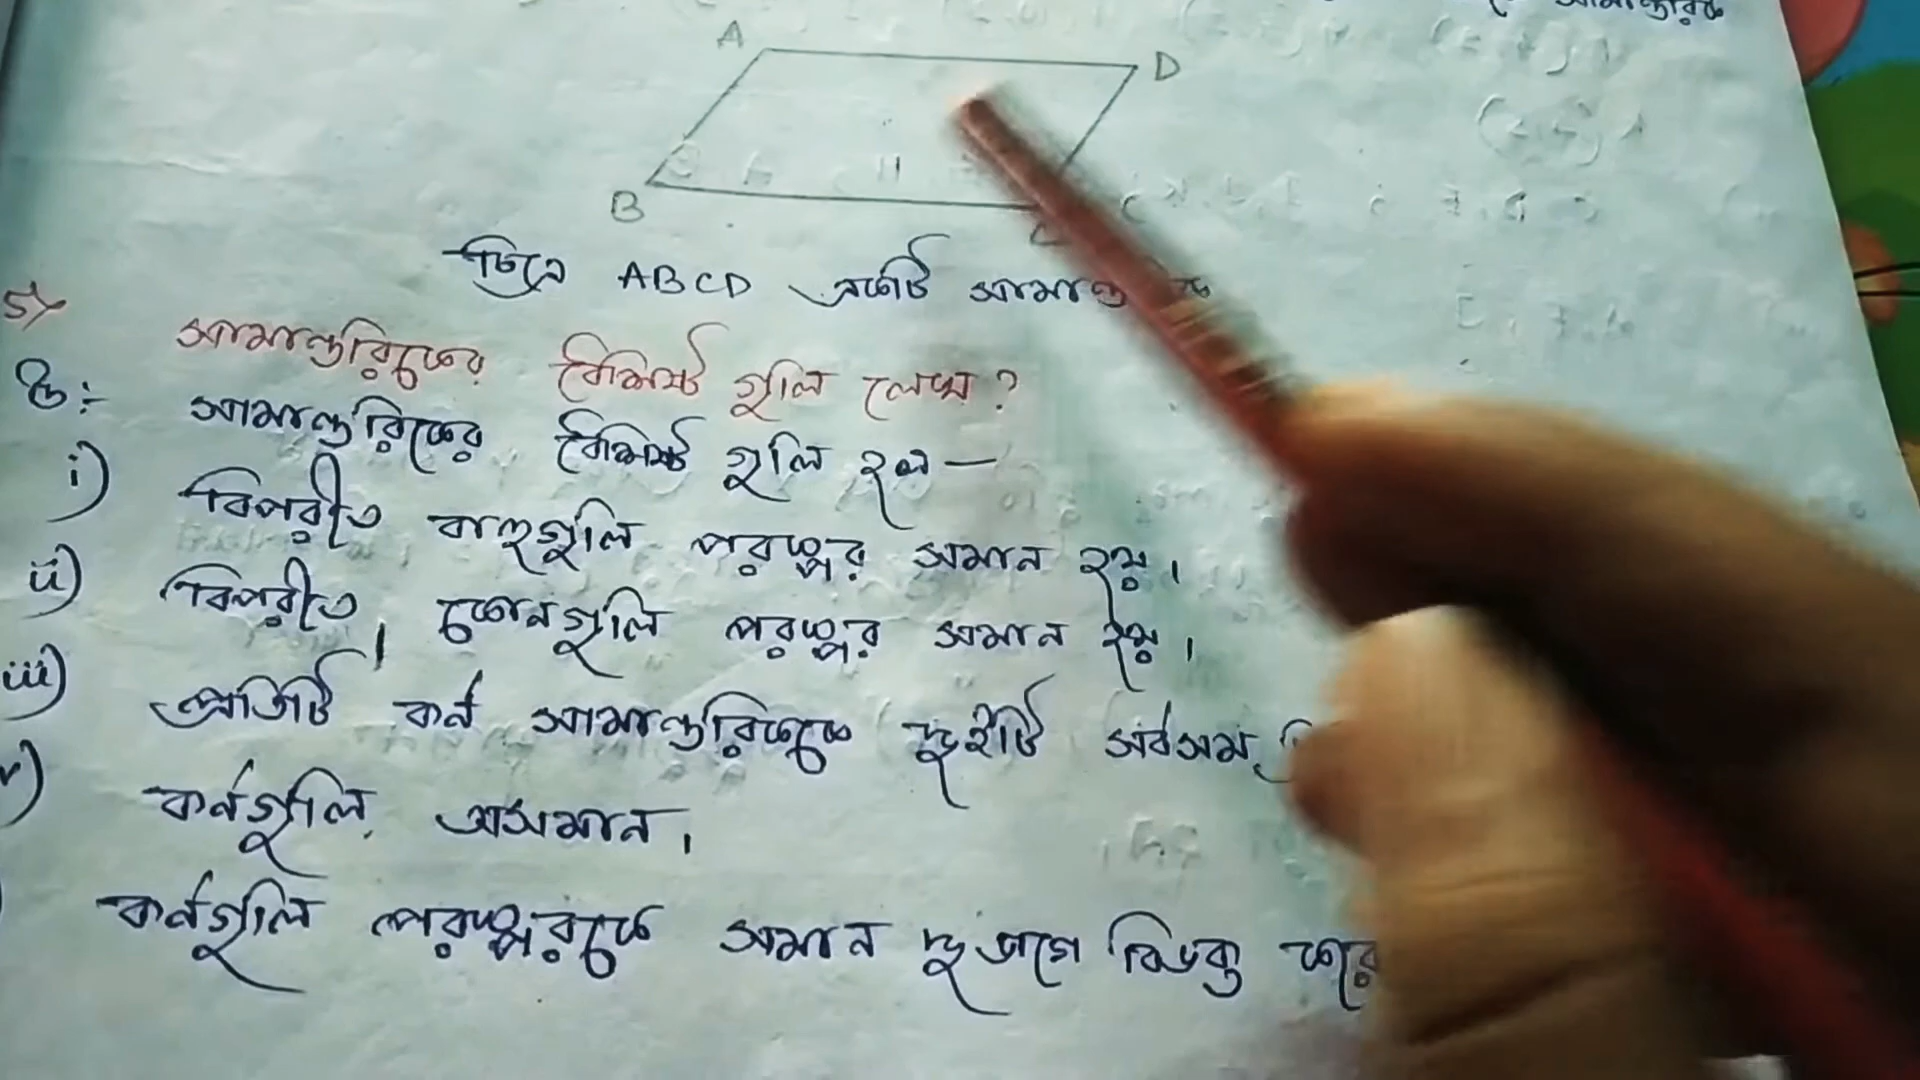 সামান্তরিক
A
D
B
C
চিত্রে ABCD একটি
5)
সামান্তরিকের বৈশিষ্ট গুলি লেখ?
উঃ- সামান্তরিকের বৈশিষ্ট গুলি হল—
i) বিপরীত বাহুগুলি পরস্পর সমান হয়।
ii) বিপরীত কোনগুলি পরস্পর সমান হয়।
iii) প্রতিটি কর্ন সামান্তরিককে দুইটি সর্বসম
কর্নগুলি অসমান।
কর্নগুলি পরস্পরকে সমান দুভাগে বিভক্ত করে